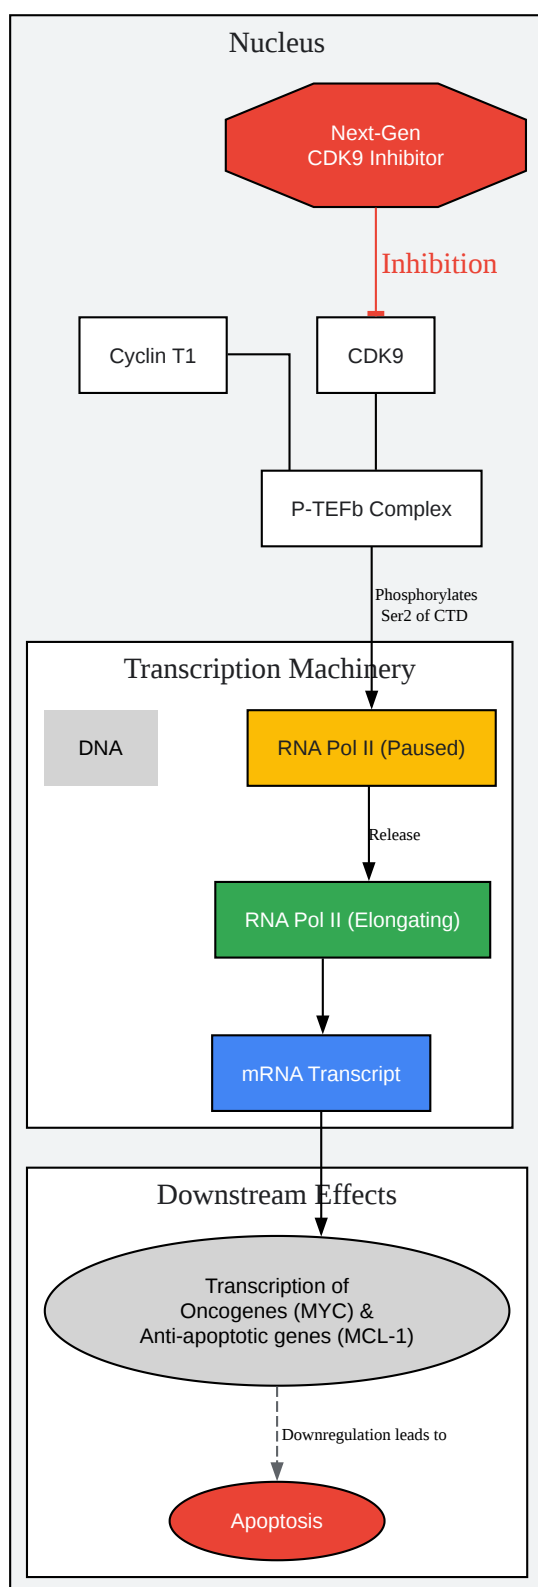 Nucleus
Next-Gen
CDK9 Inhibitor
Inhibition
Cyclin T1
CDK9
P-TEFb Complex
Phosphorylates
Ser2 of CTD
Transcription Machinery
DNA
RNA Pol II (Paused)
Release
RNA Pol II (Elongating)
mRNA Transcript
Downstream Effects
Transcription of
Oncogenes (MYC) &
Anti-apoptotic genes (MCL-1)
Downregulation leads to
Apoptosis